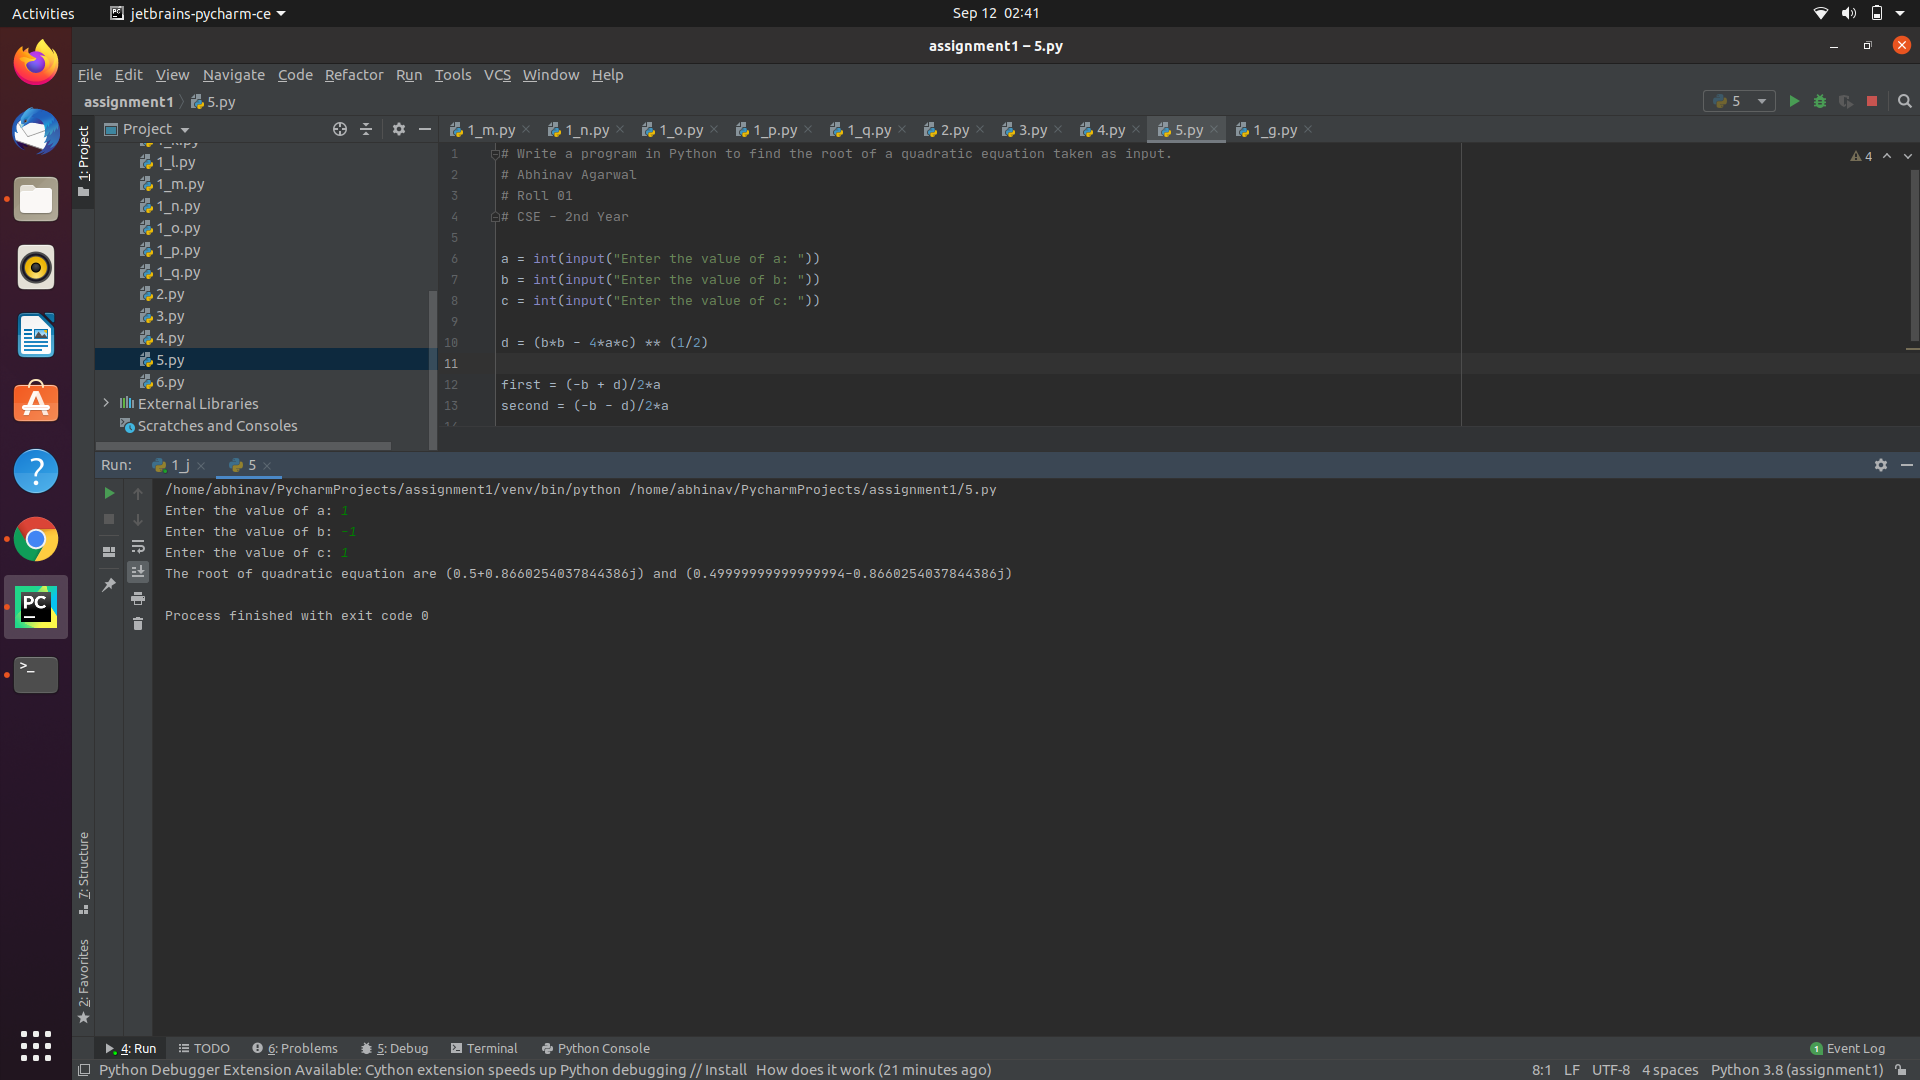 Activities jetbrains-pycharm-ce Sep 12 02:41
assignment1 – 5.py
File Edit View Navigate Code Refactor Run Tools VCS Window Help
assignment1 5.py 5
Project
1: Project
1_l.py
1_m.py
1_n.py
1_o.py
1_p.py
1_q.py
2.py
3.py
4.py
5.py
6.py
External Libraries
Scratches and Consoles
1_m.py 1_n.py 1_o.py 1_p.py 1_q.py 2.py 3.py 4.py 5.py 1_g.py
4
1 # Write a program in Python to find the root of a quadratic equation taken as input.
2 # Abhinav Agarwal
3 # Roll 01
4 # CSE - 2nd Year
5
6 a = int(input("Enter the value of a: "))
7 b = int(input("Enter the value of b: "))
8 c = int(input("Enter the value of c: "))
9
10 d = (b*b - 4*a*c) ** (1/2)
11
12 first = (-b + d)/2*a
13 second = (-b - d)/2*a
Run: 1_j 5
/home/abhinav/PycharmProjects/assignment1/venv/bin/python /home/abhinav/PycharmProjects/assignment1/5.py
Enter the value of a: 1
Enter the value of b: -1
Enter the value of c: 1
The root of quadratic equation are (0.5+0.8660254037844386j) and (0.49999999999999994-0.8660254037844386j)
Process finished with exit code 0
7: Structure
2: Favorites
4: Run TODO 6: Problems 5: Debug Terminal Python Console 1 Event Log
Python Debugger Extension Available: Cython extension speeds up Python debugging // Install How does it work (21 minutes ago) 8:1 LF UTF-8 4 spaces Python 3.8 (assignment1)
PC